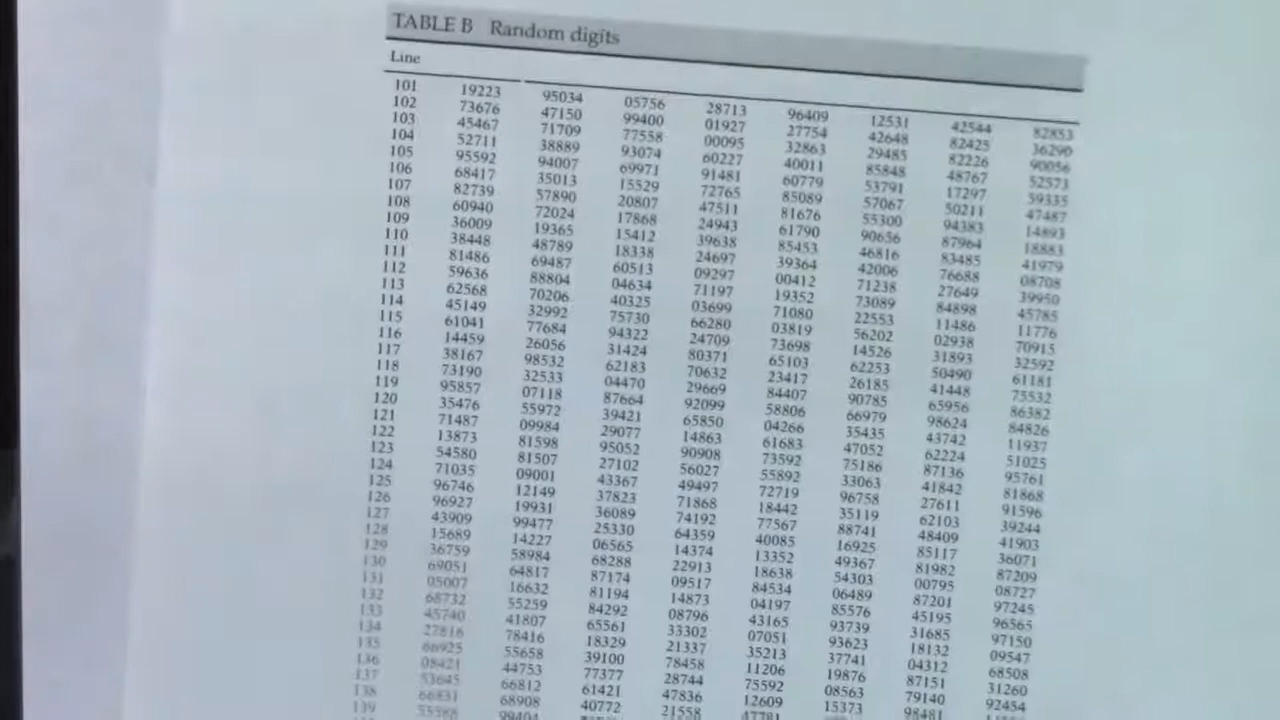 TABLE B Random digits
Line
101 19223 95034 05756 28713 96409 12531 42544 82853
102 73676 47150 99400 01927 27754 42648 82425 36290
103 45467 71709 77558 00095 32863 29485 82226 90056
104 52711 38889 93074 60227 40011 85848 48767 52573
105 95592 94007 69971 91481 60779 53791 17297 59335
106 68417 35013 15529 72765 85089 57067 50211 47487
107 82739 57890 20807 47511 81676 55300 94383 14893
108 60940 72024 17868 24943 61790 90656 87964 18883
109 36009 19365 15412 39638 85453 46816 83485 41979
110 38448 48789 18338 24697 39364 42006 76688 08708
111 81486 69487 60513 09297 00412 71238 27649 39950
112 59636 88804 04634 71197 19352 73089 84898 45785
113 62568 70206 40325 03699 71080 22553 11486 11776
114 45149 32992 75730 66280 03819 56202 02938 70915
115 61041 77684 94322 24709 73698 14526 31893 32592
116 14459 26056 31424 80371 65103 62253 50490 61181
117 38167 98532 62183 70632 23417 26185 41448 75532
118 73190 32533 04470 29669 84407 90785 65956 86382
119 95857 07118 87664 92099 58806 66979 98624 84826
120 35476 55972 39421 65850 04266 35435 43742 11937
121 71487 09984 29077 14863 61683 47052 62224 51025
122 13873 81598 95052 90908 73592 75186 87136 95761
123 54580 81507 27102 56027 55892 33063 41842 81868
124 71035 09001 43367 49497 72719 96758 27611 91596
125 96746 12149 37823 71868 18442 35119 62103 39244
126 96927 19931 36089 74192 77567 88741 48409 41903
127 43909 99477 25330 64359 40085 16925 85117 36071
128 15689 14227 06565 14374 13352 49367 81982 87209
129 36759 58984 68288 22913 18638 54303 00795 08727
130 69051 64817 87174 09517 84534 06489 87201 97245
131 05007 16632 81194 14873 04197 85576 45195 96565
132 68732 55259 84292 08796 43165 93739 31685 97150
133 45740 41807 65561 33302 07051 93623 18132 09547
134 27816 78416 18329 21337 35213 37741 04312 68508
135 66925 55658 39100 78458 11206 19876 87151 31260
136 08421 44753 77377 28744 75592 08563 79140 92454
137 53645 66812 61421 47836 12609 15373 98481
138 66831 68908 40772 21558 47781
139 55588 99404